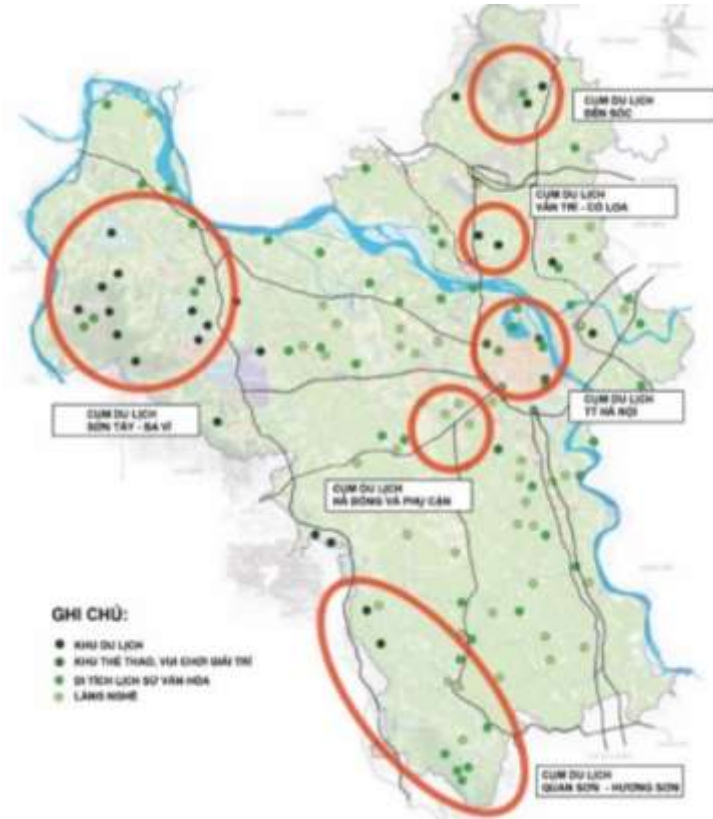 CỤM DU LỊCH
ĐỀN SÓC
CỤM DU LỊCH
VÂN TRÌ - CỔ LOA
CỤM DU LỊCH
TT HÀ NỘI
CỤM DU LỊCH
SƠN TÂY - BA VÌ
CỤM DU LỊCH
HÀ ĐÔNG VÀ PHỤ CẬN
GHI CHÚ:
KHU DU LỊCH
KHU THỂ THAO, VUI CHƠI GIẢI TRÍ
DI TÍCH LỊCH SỬ VĂN HÓA
LÀNG NGHỀ
CỤM DU LỊCH
QUAN SƠN - HƯƠNG SƠN